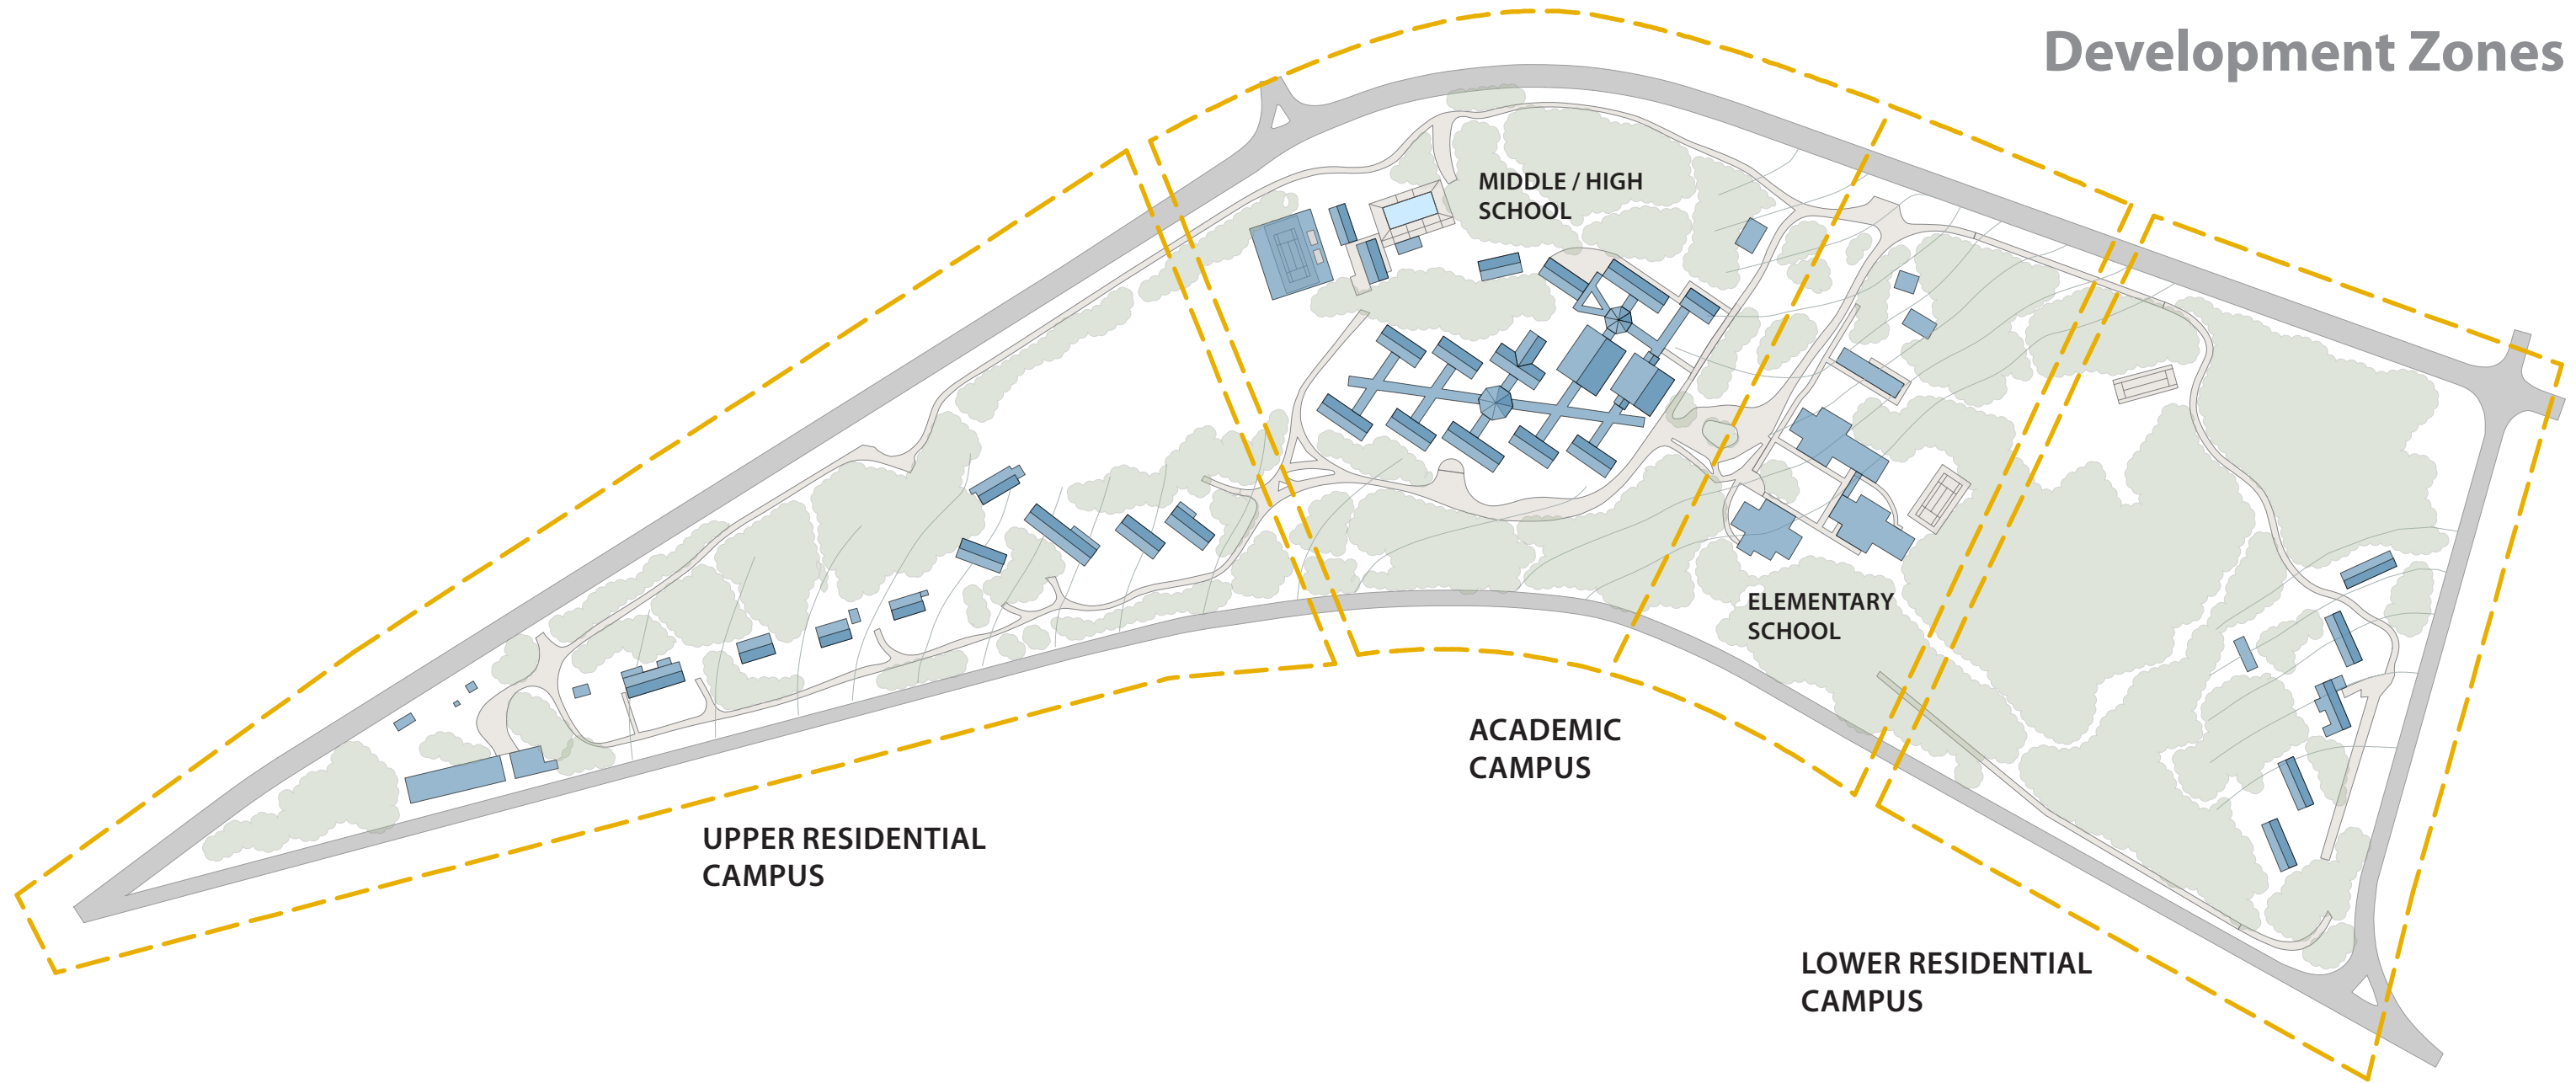 Development Zones
MIDDLE / HIGH
SCHOOL
ELEMENTARY
SCHOOL
ACADEMIC
CAMPUS
UPPER RESIDENTIAL
CAMPUS
LOWER RESIDENTIAL
CAMPUS